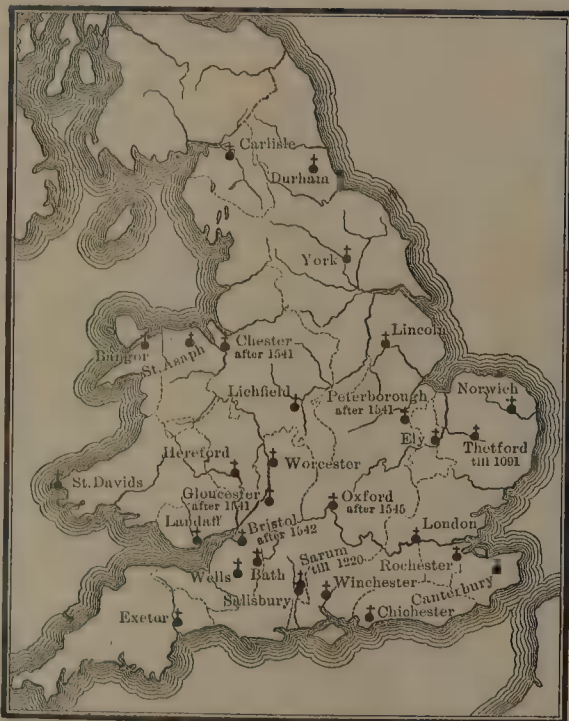 Carlisle
Durham
York
Lincoln
Bangor
St. Asaph
Chester
after 1541
Lichfield
Peterborough
after 1541
Norwich
Ely
Thetford
till 1091
Hereford
Worcester
St. Davids
Gloucester
after 1541
Oxford
after 1545
Landaff
Bristol
after 1542
London
Sarum
till 1220
Rochester
Wells
Bath
Canterbury
Salisbury
Winchester
Exeter
Chichester